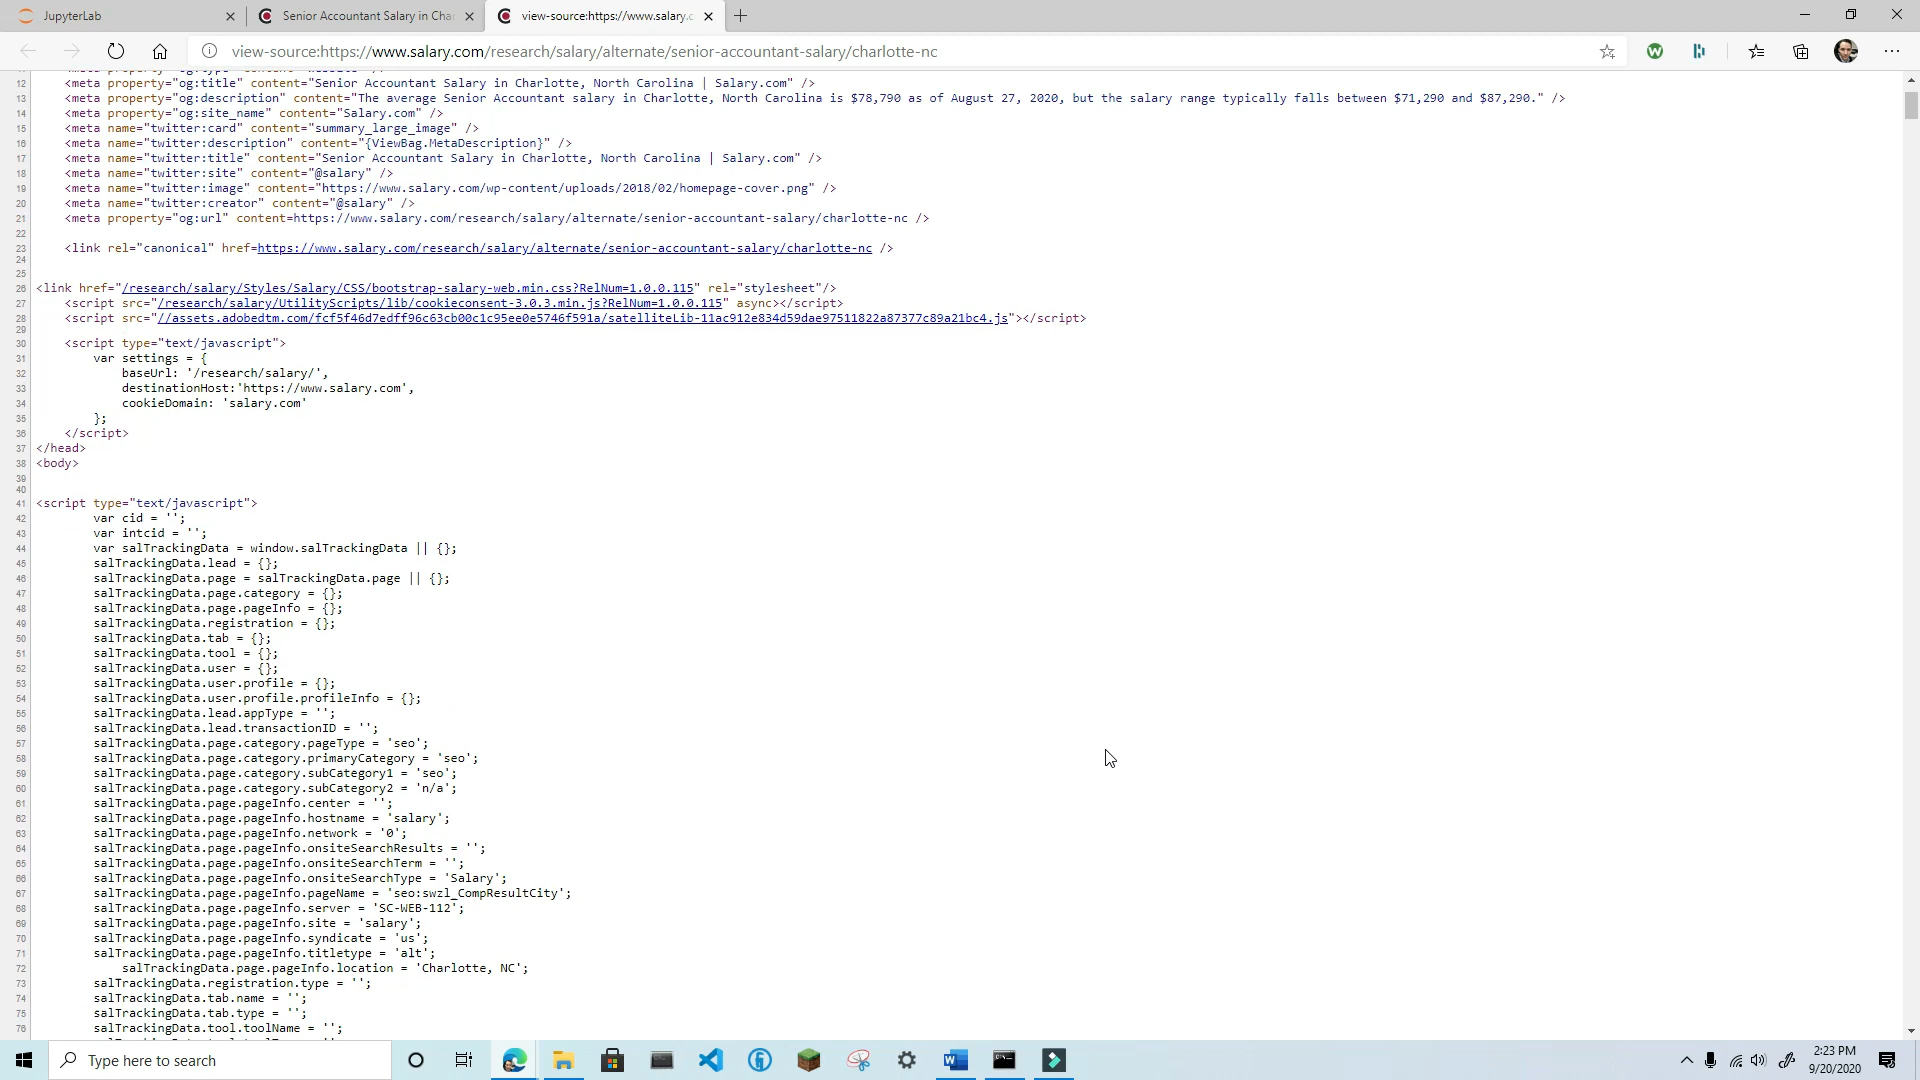 JupyterLab
Senior Accountant Salary in Cha
view-source:https://www.salary.c
view-source:https://www.salary.com/research/salary/alternate/senior-accountant-salary/charlotte-nc
12 <meta property="og:title" content="Senior Accountant Salary in Charlotte, North Carolina | Salary.com" />
13 <meta property="og:description" content="The average Senior Accountant salary in Charlotte, North Carolina is $78,790 as of August 27, 2020, but the salary range typically falls between $71,290 and $87,290." />
14 <meta property="og:site_name" content="Salary.com" />
15 <meta name="twitter:card" content="summary_large_image" />
16 <meta name="twitter:description" content="{ViewBag.MetaDescription}" />
17 <meta name="twitter:title" content="Senior Accountant Salary in Charlotte, North Carolina | Salary.com" />
18 <meta name="twitter:site" content="@salary" />
19 <meta name="twitter:image" content="https://www.salary.com/wp-content/uploads/2018/02/homepage-cover.png" />
20 <meta name="twitter:creator" content="@salary" />
21 <meta property="og:url" content=https://www.salary.com/research/salary/alternate/senior-accountant-salary/charlotte-nc />
22
23 <link rel="canonical" href=https://www.salary.com/research/salary/alternate/senior-accountant-salary/charlotte-nc />
24
25
26 <link href="/research/salary/Styles/Salary/CSS/bootstrap-salary-web.min.css?RelNum=1.0.0.115" rel="stylesheet"/>
27 <script src="/research/salary/UtilityScripts/lib/cookieconsent-3.0.3.min.js?RelNum=1.0.0.115" async></script>
28 <script src="//assets.adobedtm.com/fcf5f46d7edff96c63cb00c1c95ee0e5746f591a/satelliteLib-11ac912e834d59dae97511822a87377c89a21bc4.js"></script>
29
30 <script type="text/javascript">
31 var settings = {
32 baseUrl: '/research/salary/',
33 destinationHost:'https://www.salary.com',
34 cookieDomain: 'salary.com'
35 };
36 </script>
37 </head>
38 <body>
39
40
41 <script type="text/javascript">
42 var cid = '';
43 var intcid = '';
44 var salTrackingData = window.salTrackingData || {};
45 salTrackingData.lead = {};
46 salTrackingData.page = salTrackingData.page || {};
47 salTrackingData.page.category = {};
48 salTrackingData.page.pageInfo = {};
49 salTrackingData.registration = {};
50 salTrackingData.tab = {};
51 salTrackingData.tool = {};
52 salTrackingData.user = {};
53 salTrackingData.user.profile = {};
54 salTrackingData.user.profile.profileInfo = {};
55 salTrackingData.lead.appType = '';
56 salTrackingData.lead.transactionID = '';
57 salTrackingData.page.category.pageType = 'seo';
58 salTrackingData.page.category.primaryCategory = 'seo';
59 salTrackingData.page.category.subCategory1 = 'seo';
60 salTrackingData.page.category.subCategory2 = 'n/a';
61 salTrackingData.page.pageInfo.center = '';
62 salTrackingData.page.pageInfo.hostname = 'salary';
63 salTrackingData.page.pageInfo.network = '0';
64 salTrackingData.page.pageInfo.onsiteSearchResults = '';
65 salTrackingData.page.pageInfo.onsiteSearchTerm = '';
66 salTrackingData.page.pageInfo.onsiteSearchType = 'Salary';
67 salTrackingData.page.pageInfo.pageName = 'seo:swzl_CompResultCity';
68 salTrackingData.page.pageInfo.server = 'SC-WEB-112';
69 salTrackingData.page.pageInfo.site = 'salary';
70 salTrackingData.page.pageInfo.syndicate = 'us';
71 salTrackingData.page.pageInfo.titletype = 'alt';
72 salTrackingData.page.pageInfo.location = 'Charlotte, NC';
73 salTrackingData.registration.type = '';
74 salTrackingData.tab.name = '';
75 salTrackingData.tab.type = '';
76 salTrackingData.tool.toolName = '';
Type here to search
2:23 PM
9/20/2020